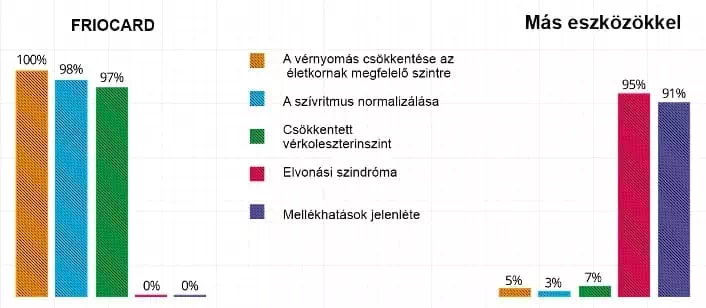 FRIOCARD
Más eszközökkel
100%
98%
97%
0%
0%
A vérnyomás csökkentése az
életkornak megfelelő szintre
A szívritmus normalizálása
Csökkentett
vérkoleszterinszint
Elvonási szindróma
Mellékhatások jelenléte
5%
3%
7%
95%
91%